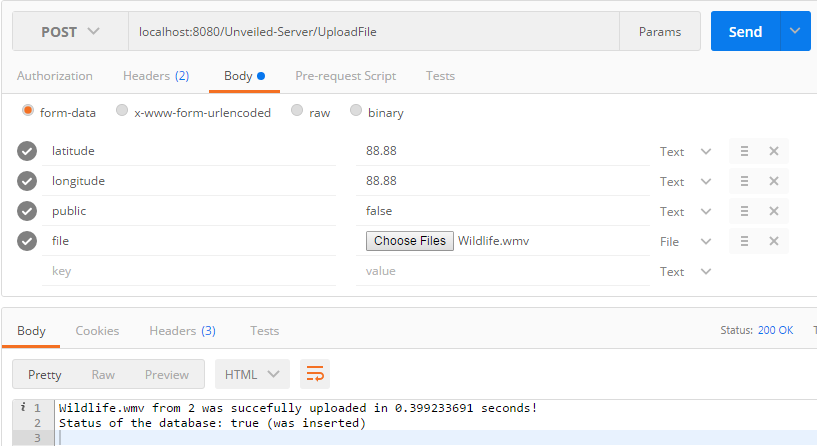 POST localhost:8080/Unveiled-Server/UploadFile Params Send
Authorization Headers (2) Body Pre-request Script Tests
form-data x-www-form-urlencoded raw binary
latitude 88.88 Text
longitude 88.88 Text
public false Text
file Choose Files Wildlife.wmv File
key value Text
Body Cookies Headers (3) Tests Status: 200 OK
Pretty Raw Preview HTML
i 1 Wildlife.wmv from 2 was succefully uploaded in 0.399233691 seconds!
2 Status of the database: true (was inserted)
3